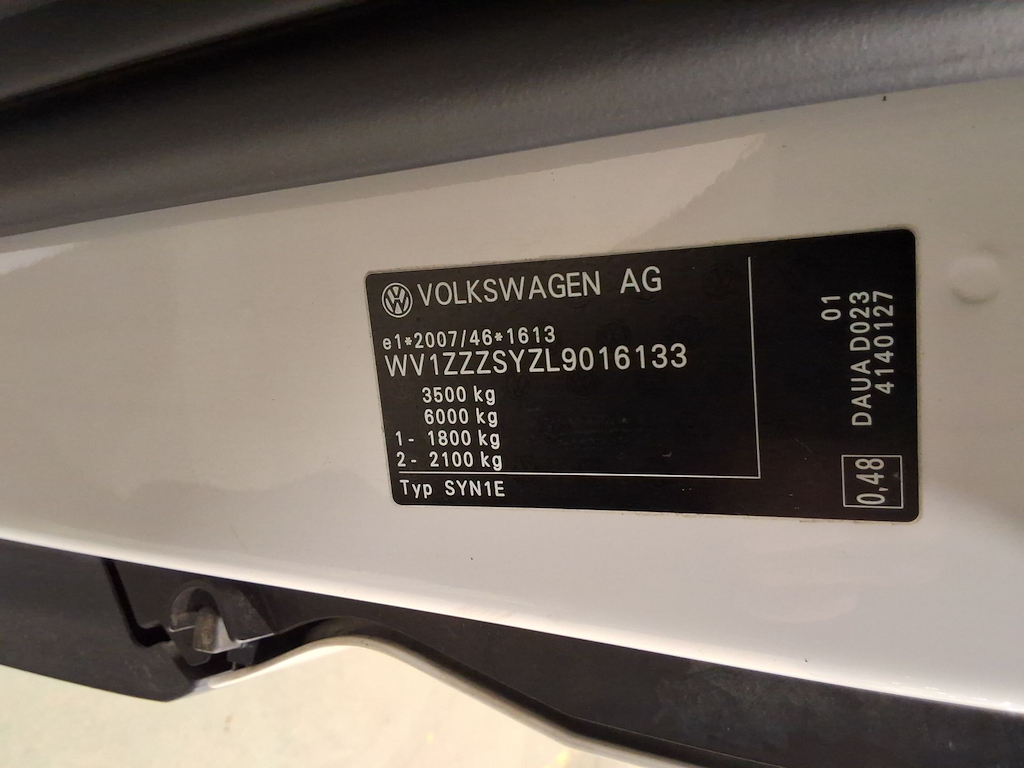 VOLKSWAGEN AG
e1*2007/46*1613
WV1ZZZSYZL9016133
3500 kg
6000 kg
1- 1800 kg
2- 2100 kg
Typ SYN1E
01
DAUA D023
4140127
0,48